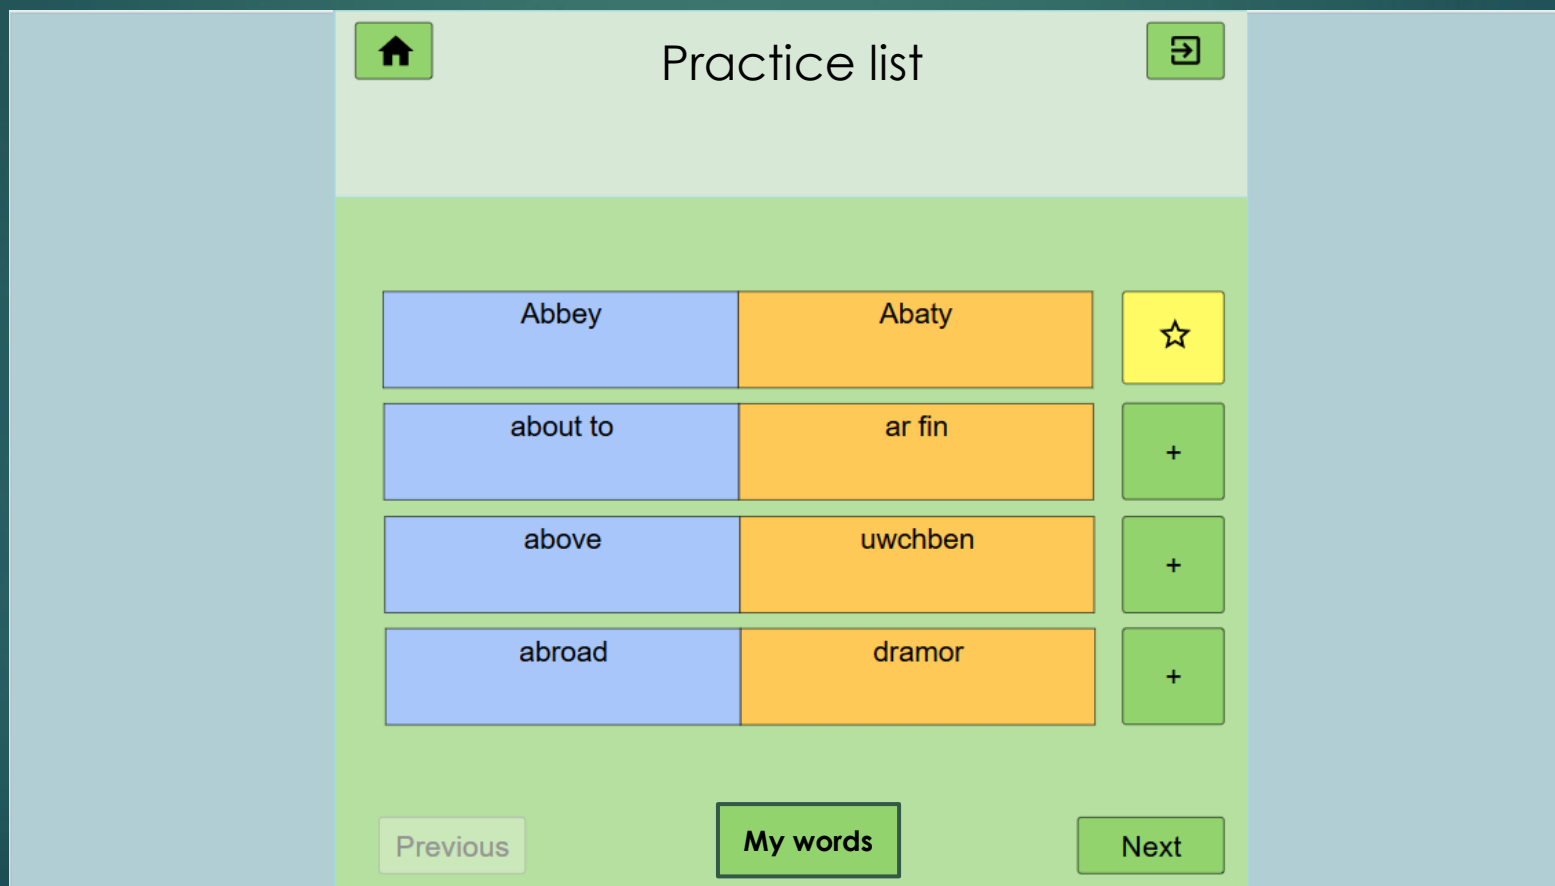 Practice list
Abbey Abaty
about to ar fin
+
above uwchben
+
abroad dramor
+
Previous My words Next